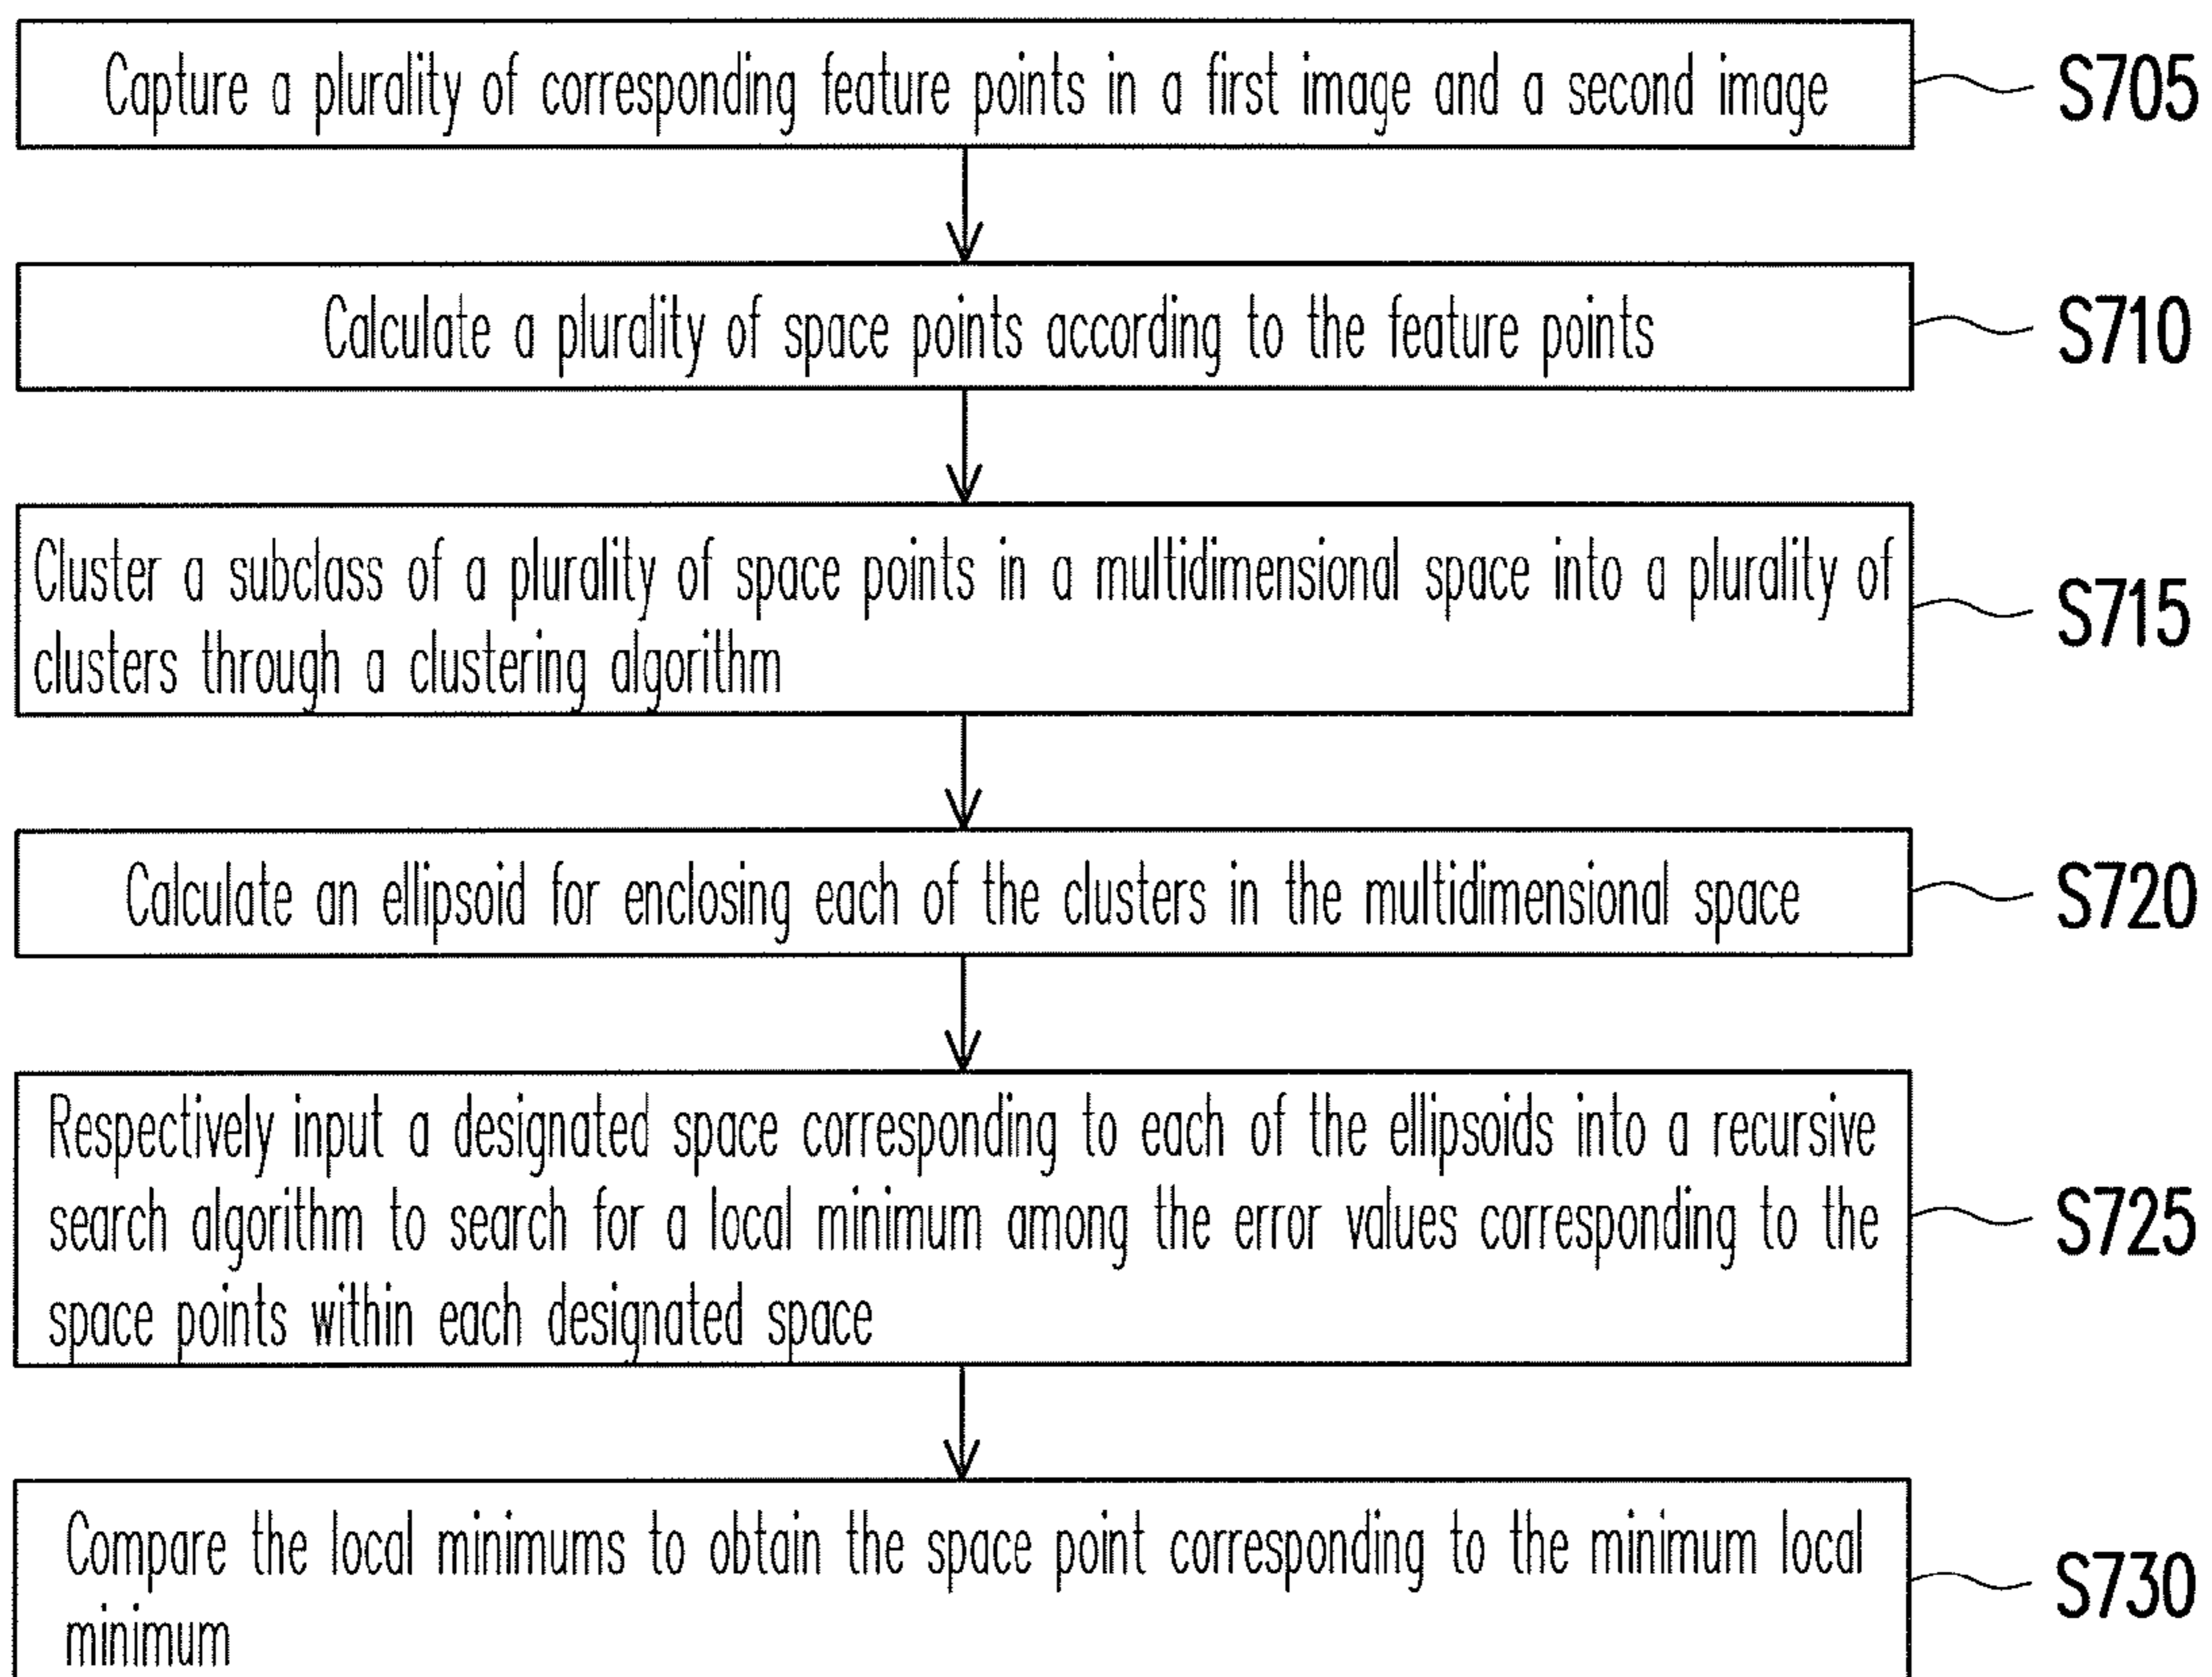 Capture a plurality of corresponding feature points in a first image and a second image
S705
Calculate a plurality of space points according to the feature points
S710
Cluster a subclass of a plurality of space points in a multidimensional space into a plurality of
clusters through a clustering algorithm
S715
Calculate an ellipsoid for enclosing each of the clusters in the multidimensional space
S720
Respectively input a designated space corresponding to each of the ellipsoids into a recursive
search algorithm to search for a local minimum among the error values corresponding to the
space points within each designated space
S725
Compare the local minimums to obtain the space point corresponding to the minimum local
minimum
S730